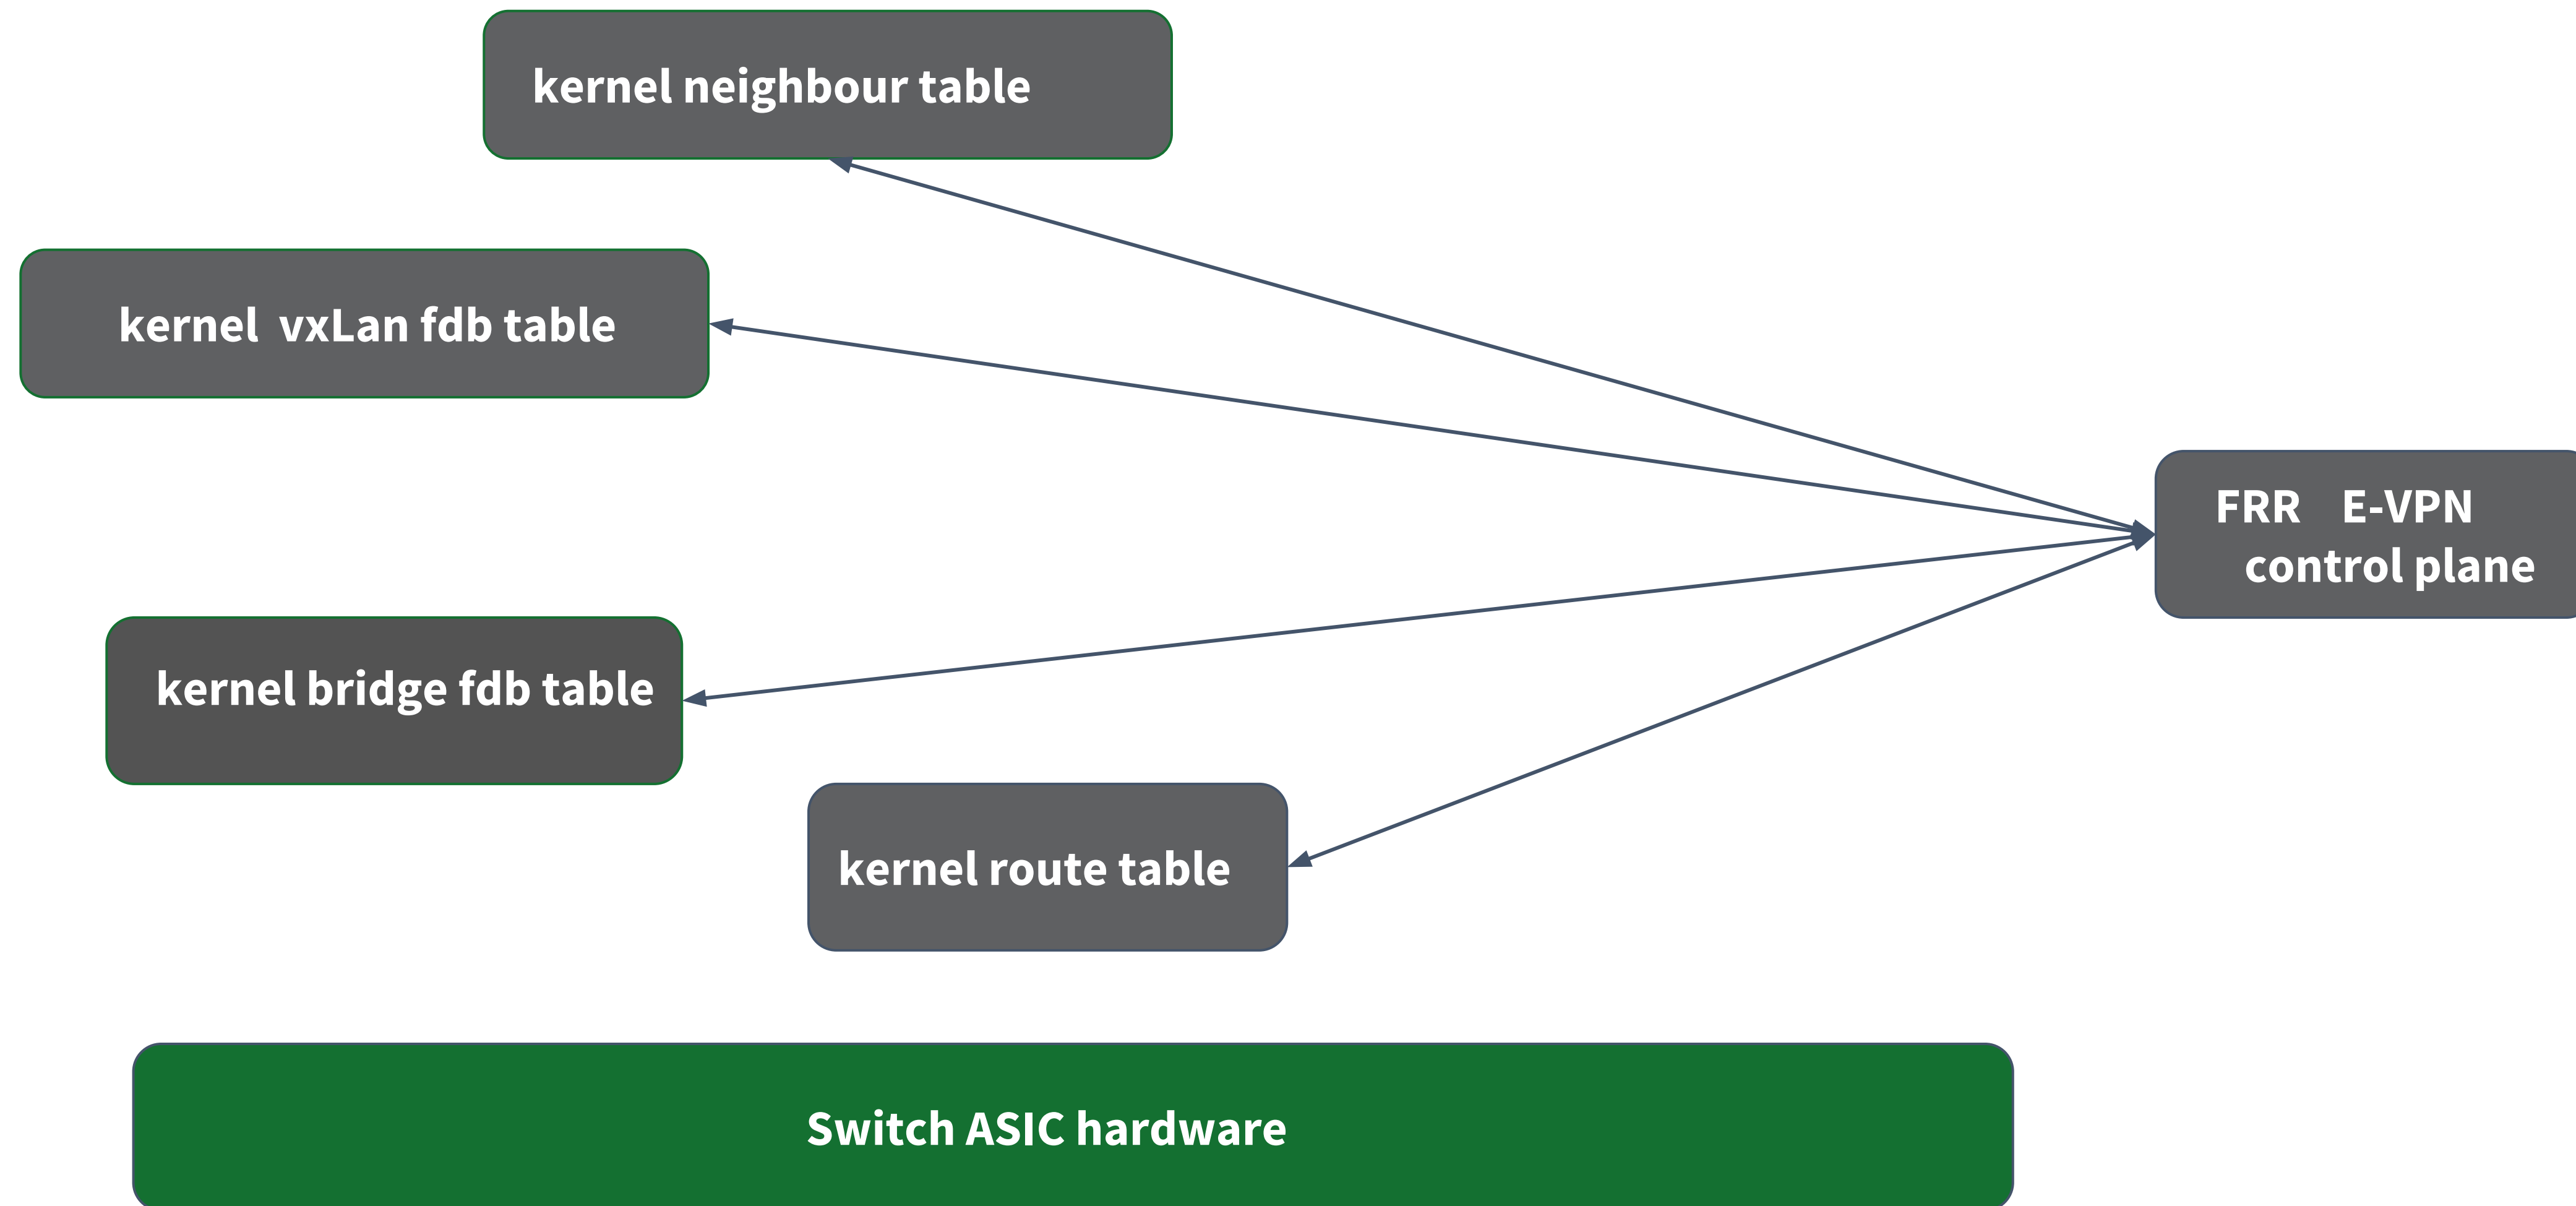 kernel neighbour table
kernel  vxLan fdb table
FRR    E-VPN
control plane
kernel bridge fdb table
kernel route table
Switch ASIC hardware